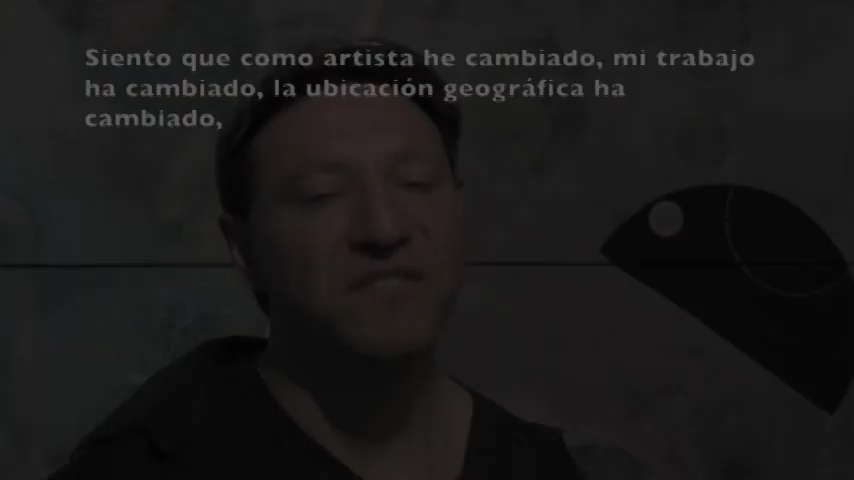 Siento que como artista he cambiado, mi trabajo
ha cambiado, la ubicación geográfica ha
cambiado,